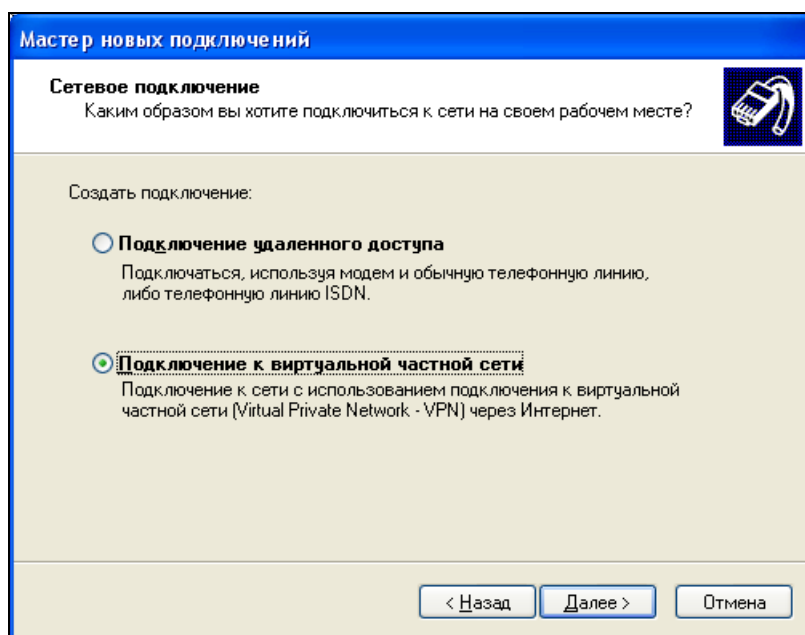 Мастер новых подключений
Сетевое подключение
Каким образом вы хотите подключиться к сети на своем рабочем месте?
Создать подключение:
Подключение удаленного доступа
Подключаться, используя модем и обычную телефонную линию,
либо телефонную линию ISDN.
Подключение к виртуальной частной сети
Подключение к сети с использованием подключения к виртуальной
частной сети (Virtual Private Network - VPN) через Интернет.
< Назад
Далее >
Отмена